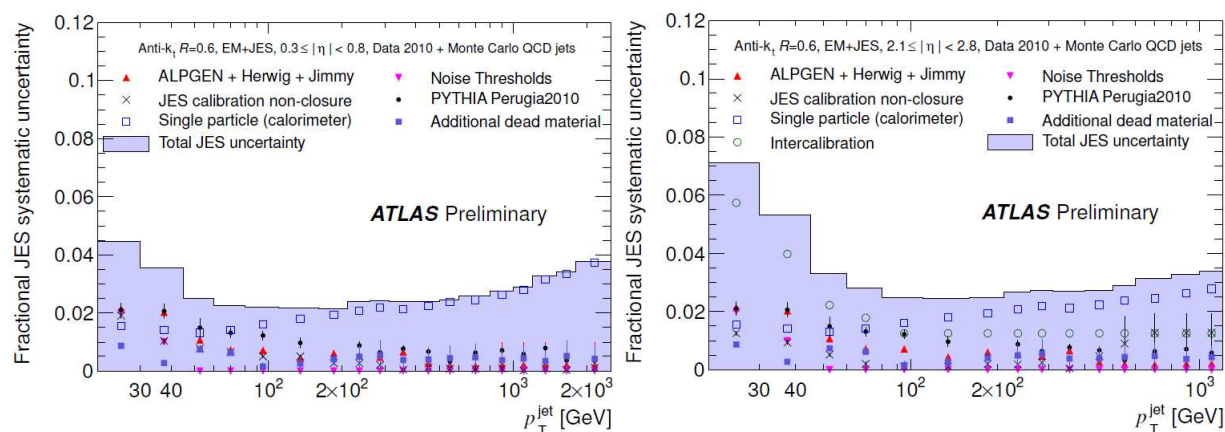 Fractional JES systematic uncertainty
0.12
0.1
0.08
0.06
0.04
0.02
0
Anti-kt R=0.6, EM+JES, 0.3≤ | η| < 0.8, Data 2010 + Monte Carlo QCD jets
ALPGEN + Herwig + Jimmy
JES calibration non-closure
Single particle (calorimeter)
Total JES uncertainty
Noise Thresholds
PYTHIA Perugia2010
Additional dead material
ATLAS Preliminary
30 40 10² 2×10² 10³ 2×10³
p_T^jet [GeV]
Fractional JES systematic uncertainty
0.12
0.1
0.08
0.06
0.04
0.02
0
Anti-kt R=0.6, EM+JES, 2.1≤ | η| < 2.8, Data 2010 + Monte Carlo QCD jets
ALPGEN + Herwig + Jimmy
JES calibration non-closure
Single particle (calorimeter)
Intercalibration
Noise Thresholds
PYTHIA Perugia2010
Additional dead material
Total JES uncertainty
ATLAS Preliminary
30 40 10² 2×10² 10³
p_T^jet [GeV]